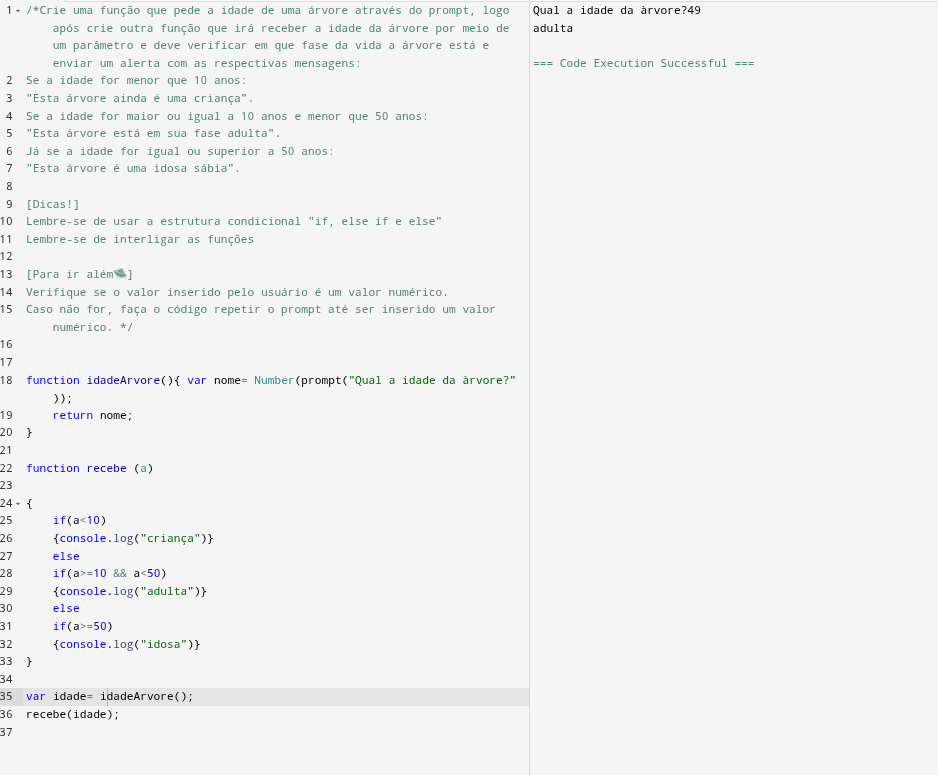 1 /*Crie uma função que pede a idade de uma árvore através do prompt, logo
após crie outra função que irá receber a idade da árvore por meio de
um parâmetro e deve verificar em que fase da vida a árvore está e
enviar um alerta com as respectivas mensagens:
2 Se a idade for menor que 10 anos:
3 "Esta árvore ainda é uma criança".
4 Se a idade for maior ou igual a 10 anos e menor que 50 anos:
5 "Esta árvore está em sua fase adulta".
6 Já se a idade for igual ou superior a 50 anos:
7 "Esta árvore é uma idosa sábia".
8
9 [Dicas!]
10 Lembre-se de usar a estrutura condicional "if, else if e else"
11 Lembre-se de interligar as funções
12
13 [Para ir além🛸]
14 Verifique se o valor inserido pelo usuário é um valor numérico.
15 Caso não for, faça o código repetir o prompt até ser inserido um valor
numérico. */
16
17
18 function idadeArvore(){ var nome= Number(prompt("Qual a idade da àrvore?"
));
19 return nome;
20 }
21
22 function recebe (a)
23
24 {
25 if(a<10)
26 {console.log("criança")}
27 else
28 if(a>=10 && a<50)
29 {console.log("adulta")}
30 else
31 if(a>=50)
32 {console.log("idosa")}
33 }
34
35 var idade= idadeArvore();
36 recebe(idade);
37
Qual a idade da àrvore?49
adulta
=== Code Execution Successful ===